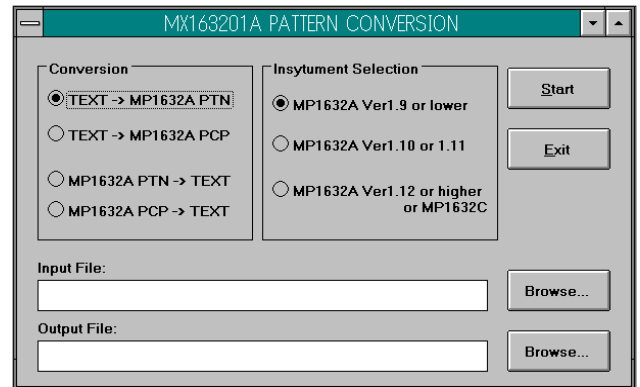 MX163201A PATTERN CONVERSION
Conversion
TEXT -> MP1632A PTN
TEXT -> MP1632A PCP
MP1632A PTN -> TEXT
MP1632A PCP -> TEXT
Insytument Selection
MP1632A Ver1.9 or lower
MP1632A Ver1.10 or 1.11
MP1632A Ver1.12 or higher
or MP1632C
Start
Exit
Input File:
Browse...
Output File:
Browse...